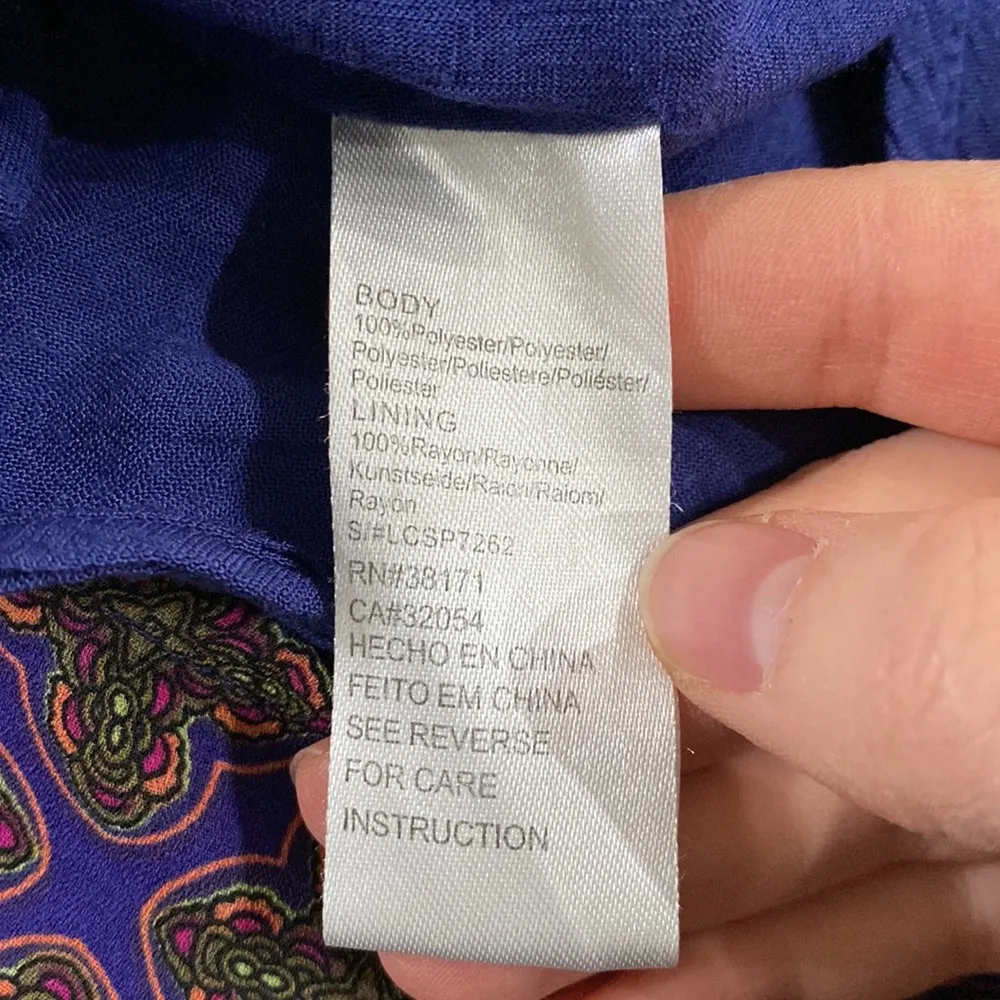 BODY
100%Polyester/Polyester/
Polyester/Poliestere/Poliéster/
Poliester
LINING
100%Rayon/Rayonna/
Kunstseide/Raion/Raiom/
Rayon
S/#LCSP7262
RN#38171
CA#32054
HECHO EN CHINA
FEITO EM CHINA
SEE REVERSE
FOR CARE
INSTRUCTION